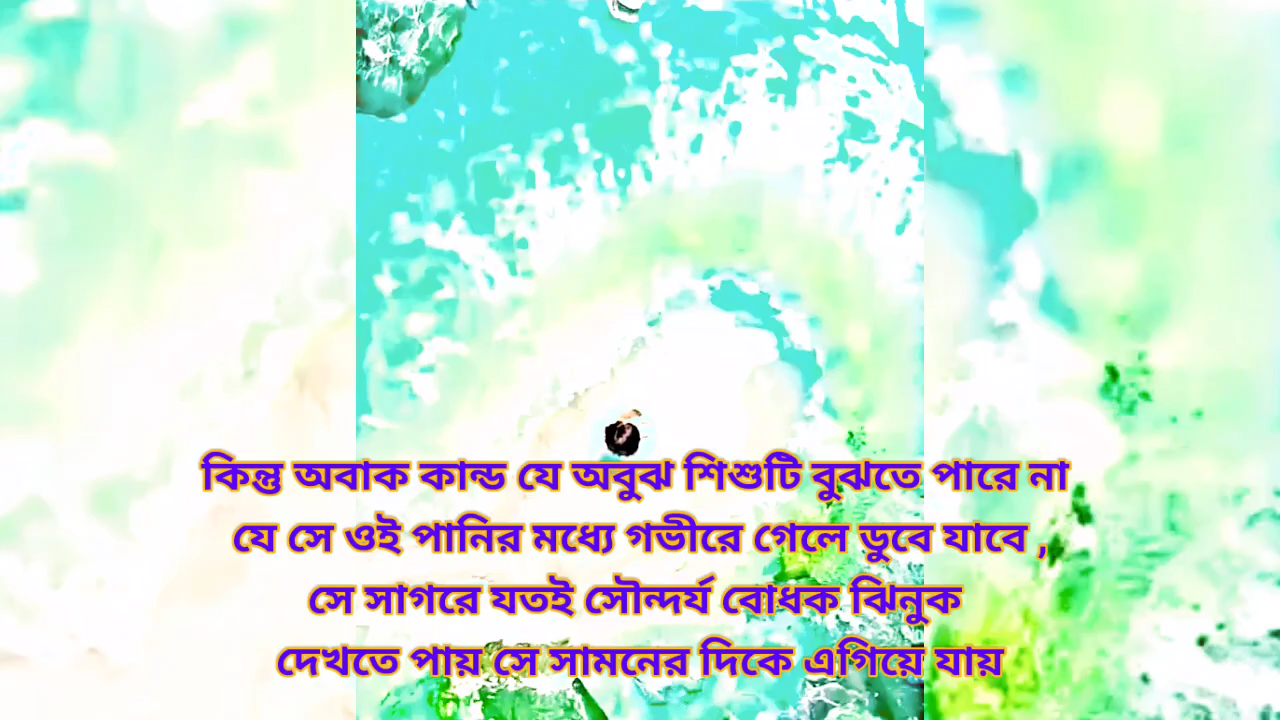 কিন্তু অবাক কান্ড যে অবুঝ শিশুটি বুঝতে পারে না
যে সে ওই পানির মধ্যে গভীরে গেলে ডুবে যাবে ,
সে সাগরে যতই সৌন্দর্য বোধক ঝিনুক
দেখতে পায় সে সামনের দিকে এগিয়ে যায়